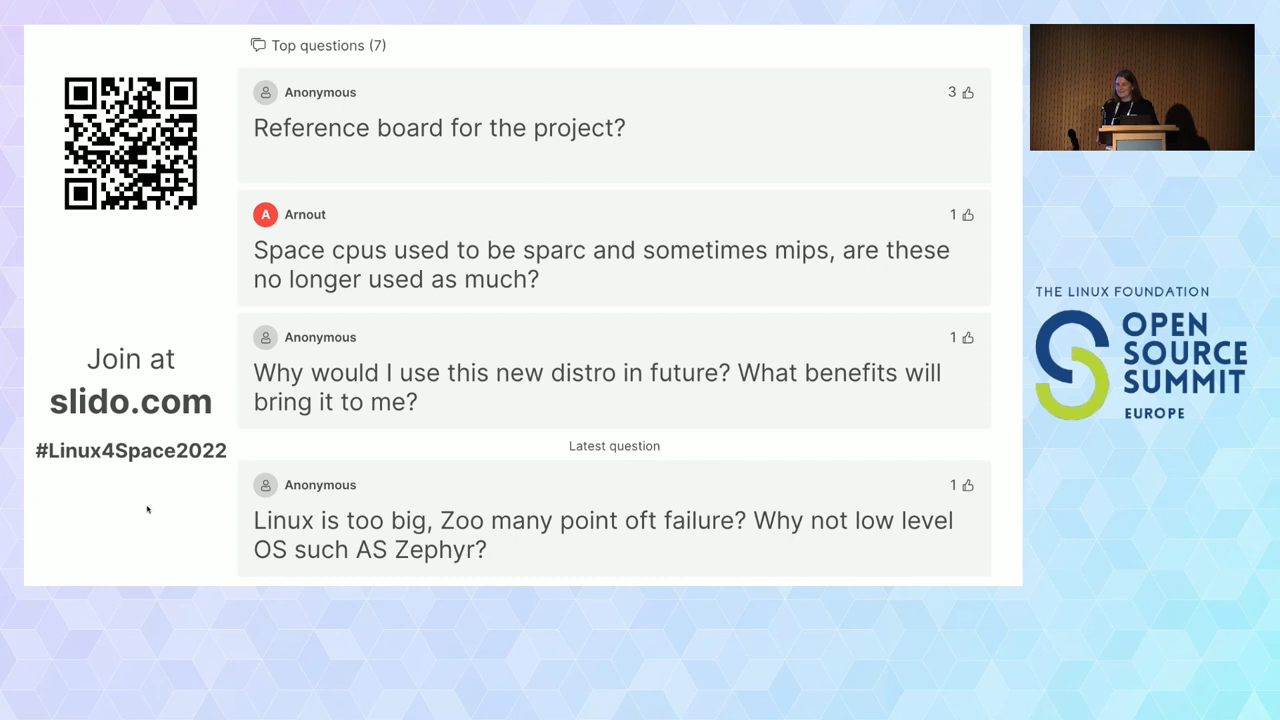 Top questions (7)
Anonymous
3
Reference board for the project?
A
Arnout
1
Space cpus used to be sparc and sometimes mips, are these
no longer used as much?
Anonymous
1
Why would I use this new distro in future? What benefits will
bring it to me?
Latest question
Anonymous
1
Linux is too big, Zoo many point oft failure? Why not low level
OS such AS Zephyr?
Join at
slido.com
#Linux4Space2022
THE LINUX FOUNDATION
OPEN
SOURCE
SUMMIT
EUROPE